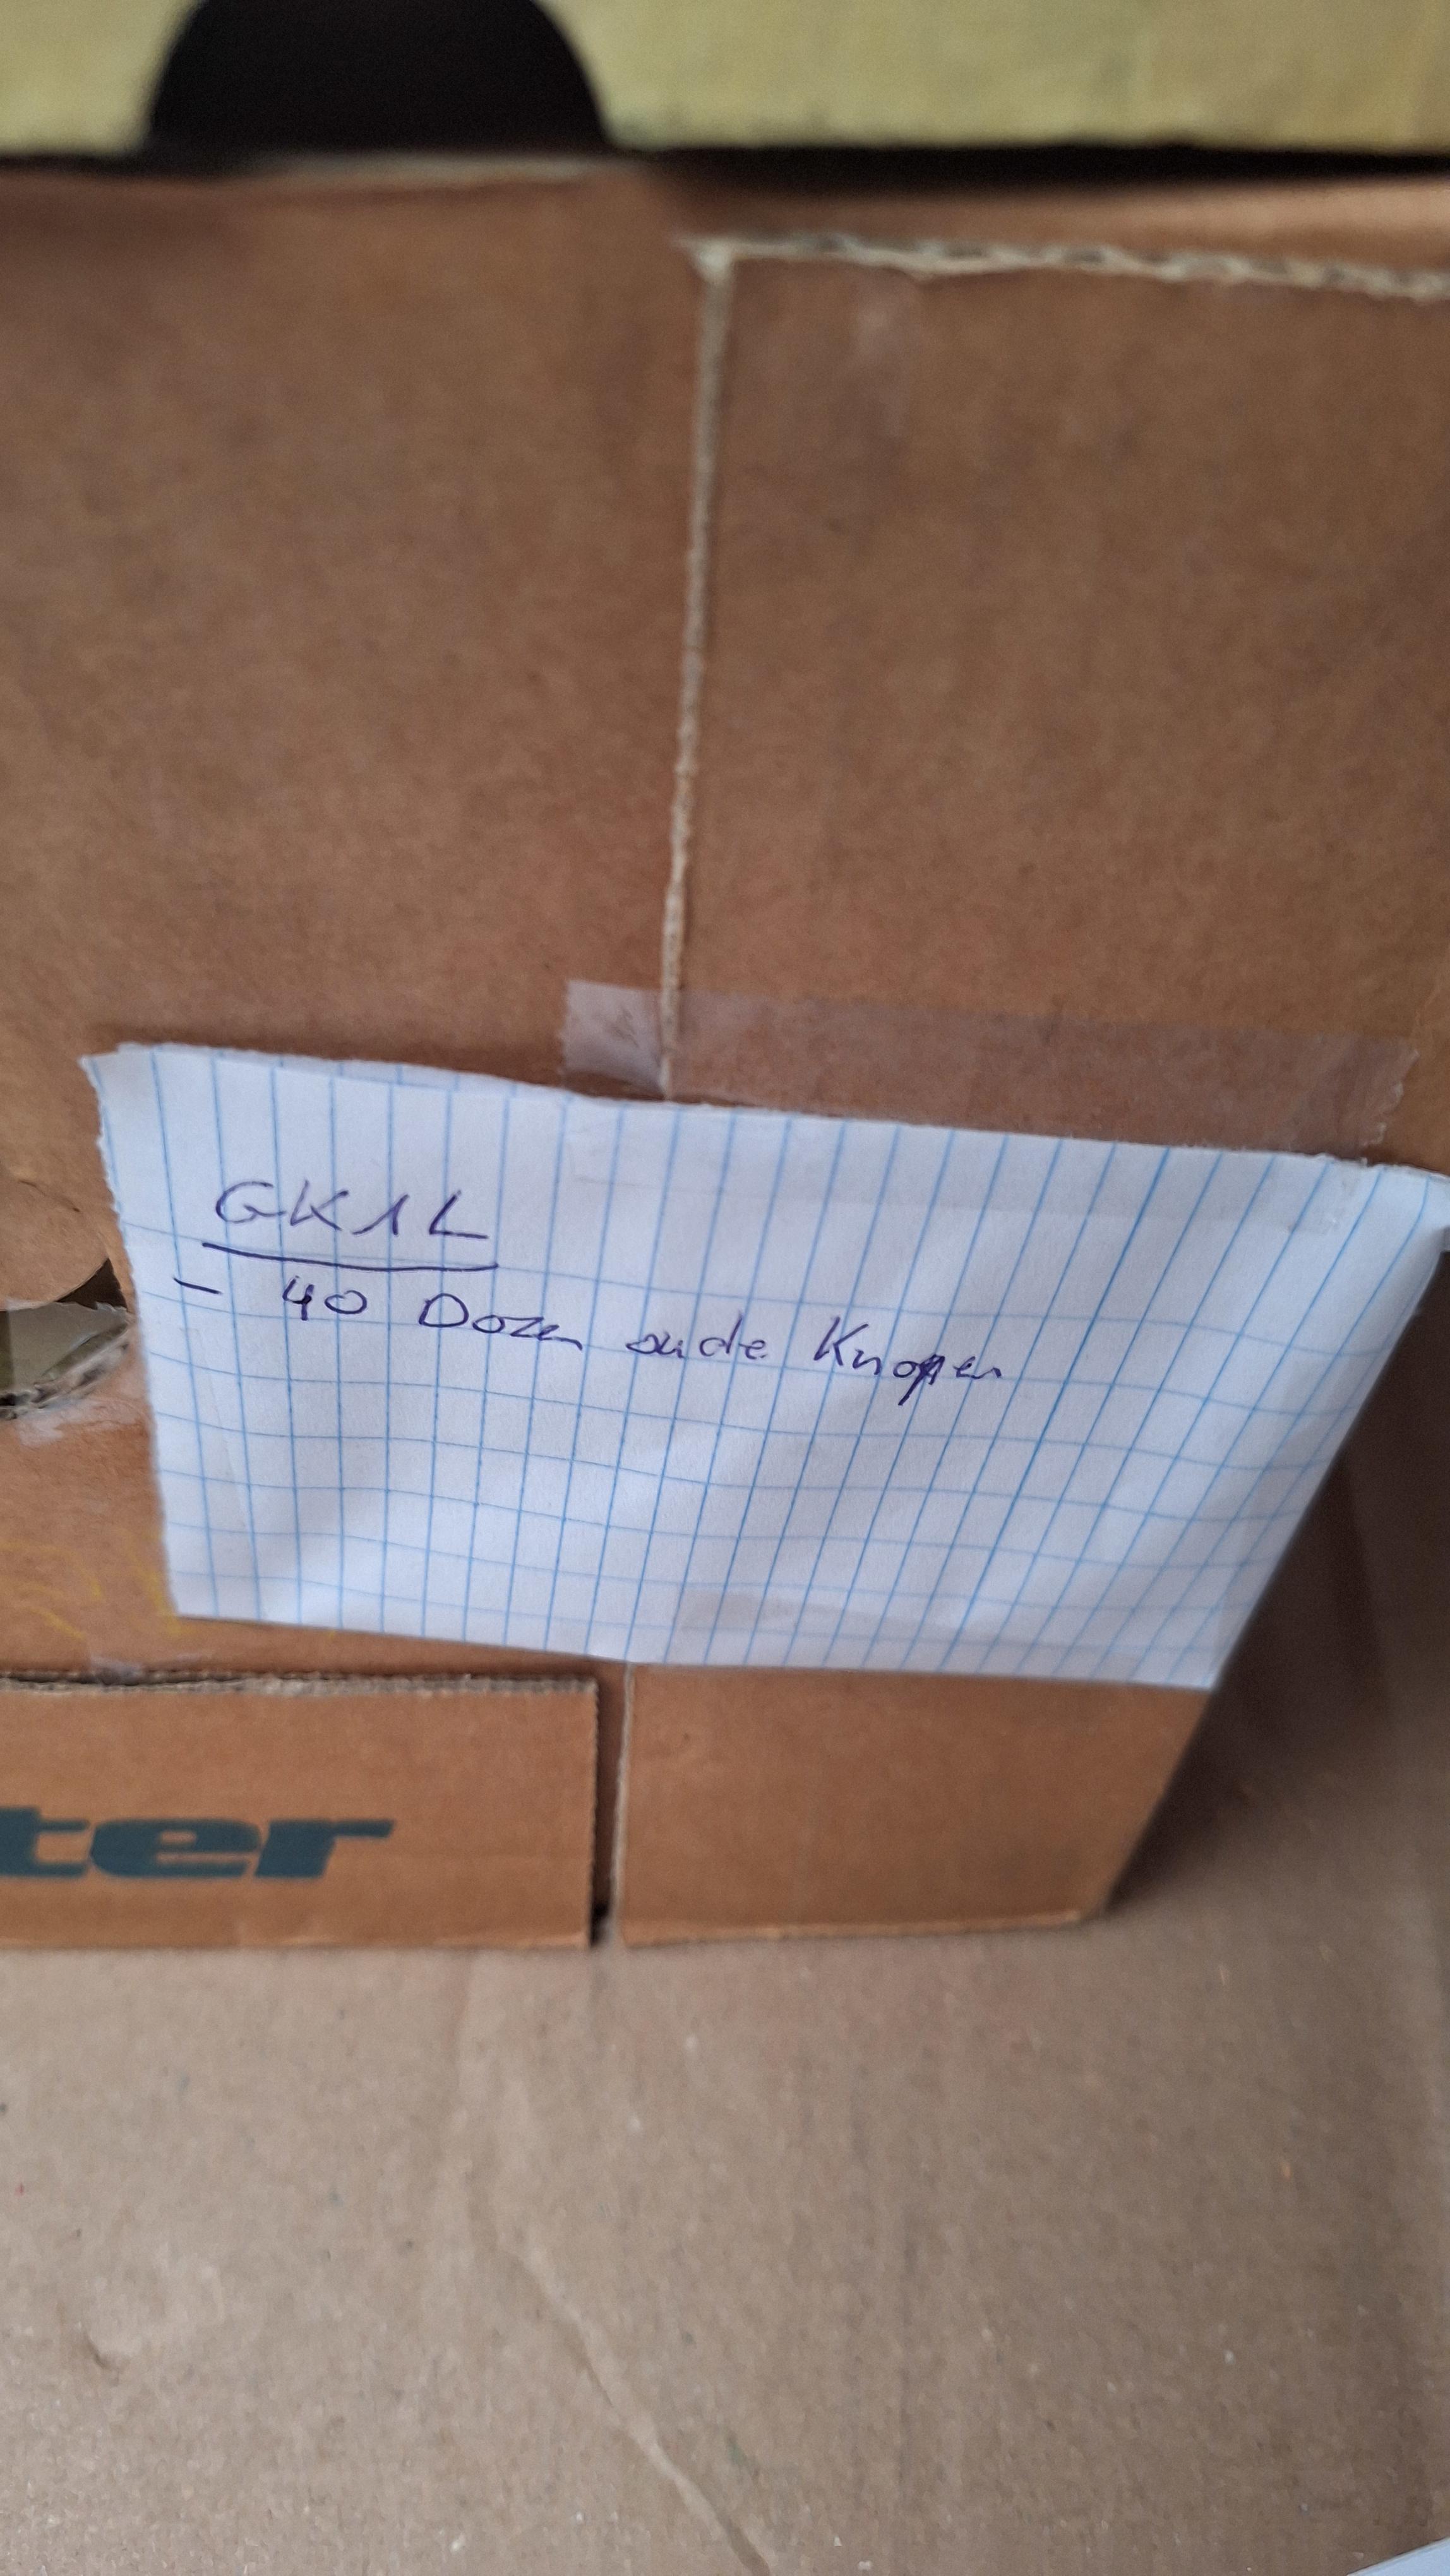 GK1L
- 40 Dozen oude Knopen
ter